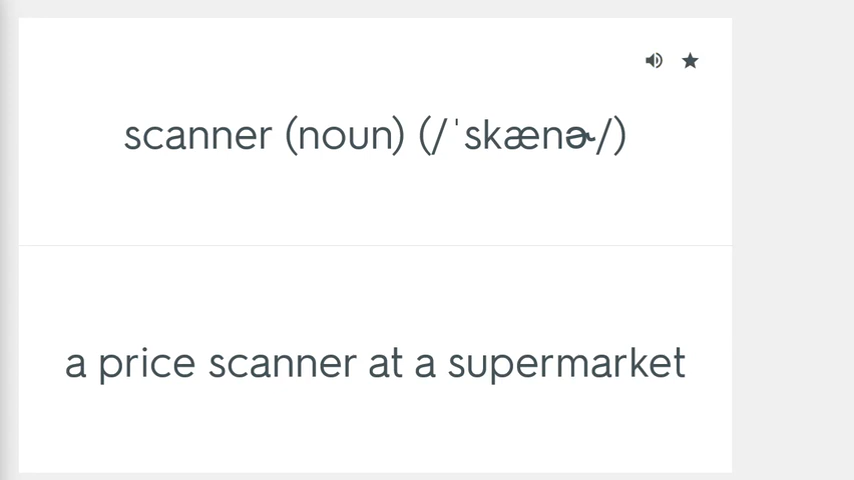 scanner (noun) (/ˈskænɚ/)
a price scanner at a supermarket